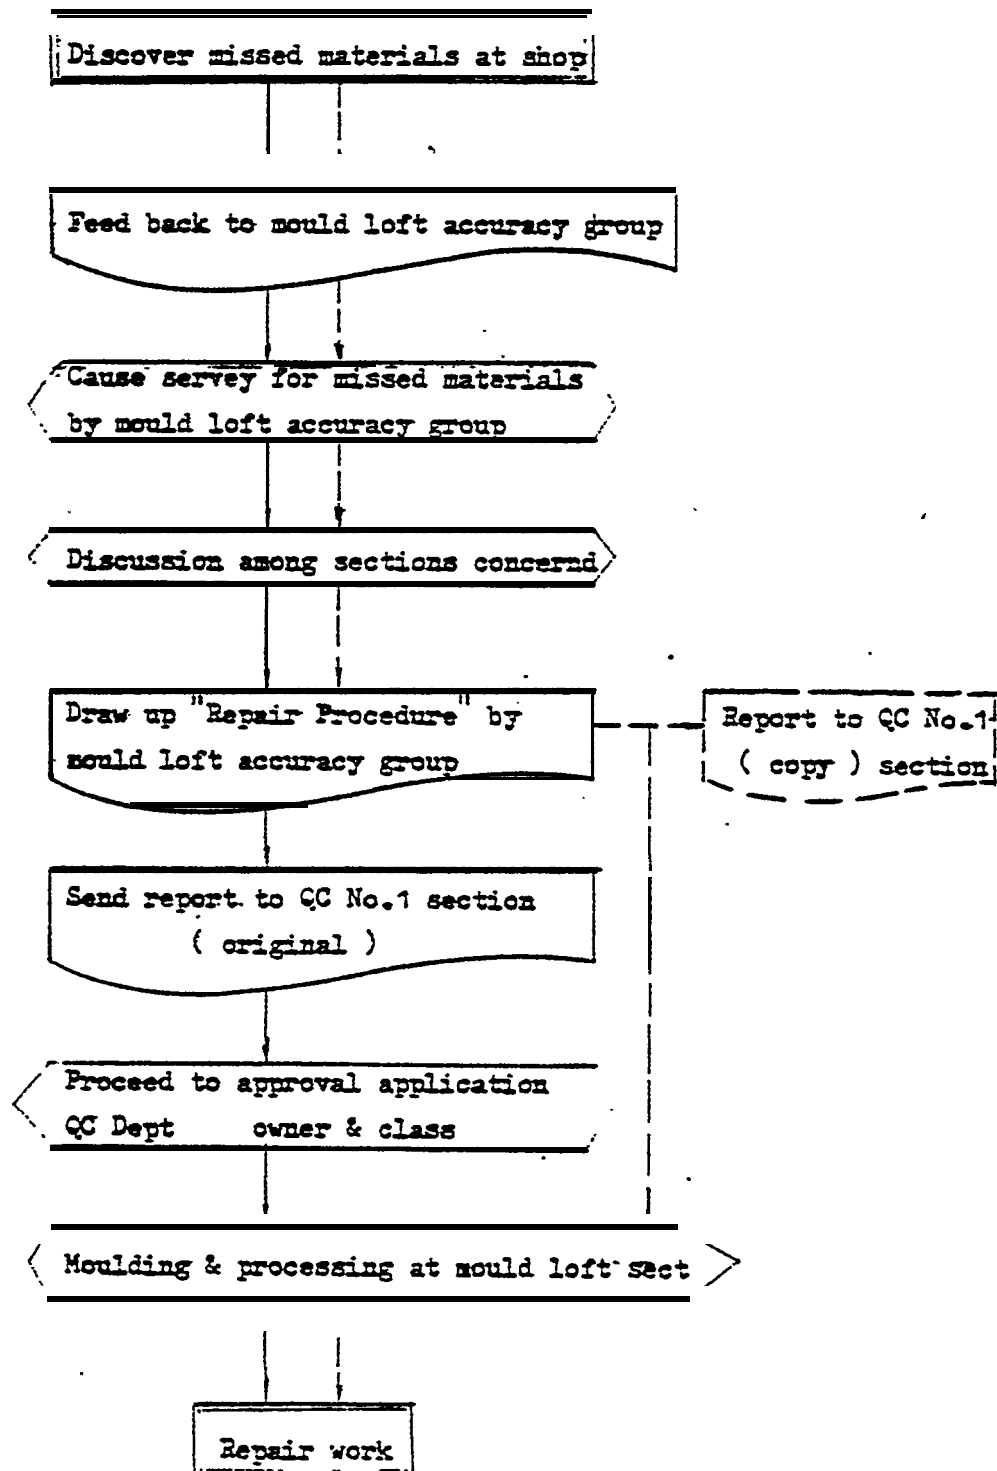 Discover missed materials at shop
Feed back to mould loft accuracy group
Cause servey for missed materials
by mould loft accuracy group
Discussion among sections concernd
Draw up "Repair Procedure" by
mould Loft accuracy group
Report to QC No.1
( copy ) section
Send report to QC No.1 section
( original )
Proceed to approval application
QC Dept owner & class
Moulding & processing at mould loft sect
Repair work